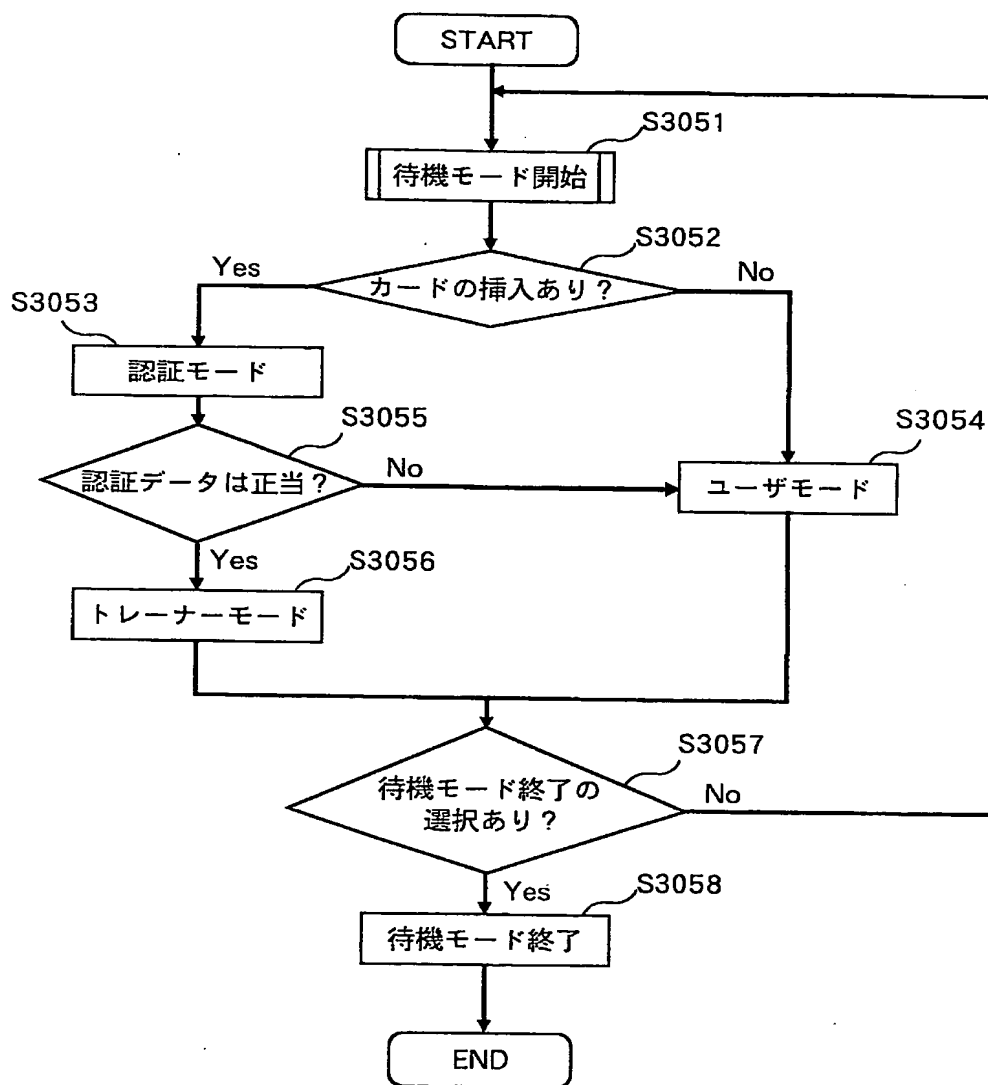 START
S3051
待機モード開始
S3052
Yes
カードの挿入あり？
No
S3053
認証モード
S3055
S3054
認証データは正当？
No
ユーザモード
Yes
S3056
トレーナーモード
S3057
待機モード終了の
選択あり？
No
Yes
S3058
待機モード終了
END